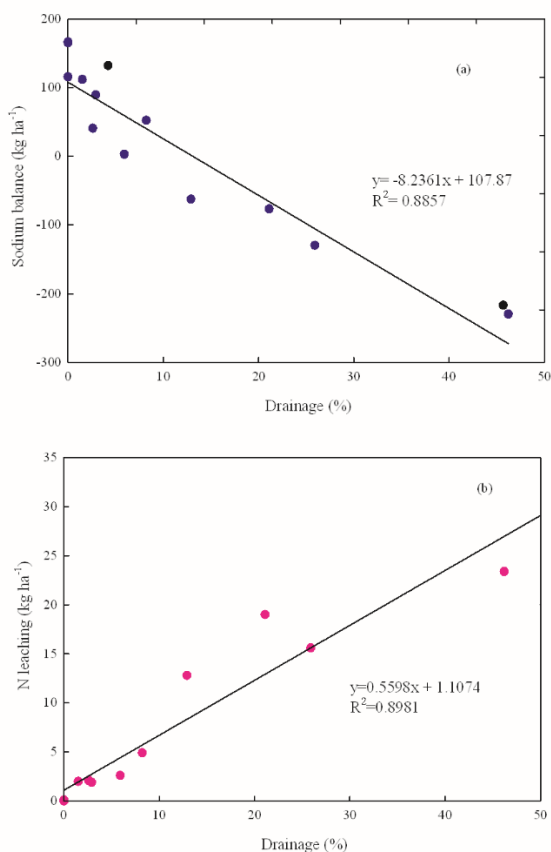 (a)
Sodium balance (kg ha⁻¹)
200
100
0
-100
-200
-300
y= -8.2361x + 107.87
R²= 0.8857
0 10 20 30 40 50
Drainage (%)
(b)
N leaching (kg ha⁻¹)
35
30
25
20
15
10
5
0
y=0.5598x + 1.1074
R²=0.8981
0 10 20 30 40 50
Drainage (%)